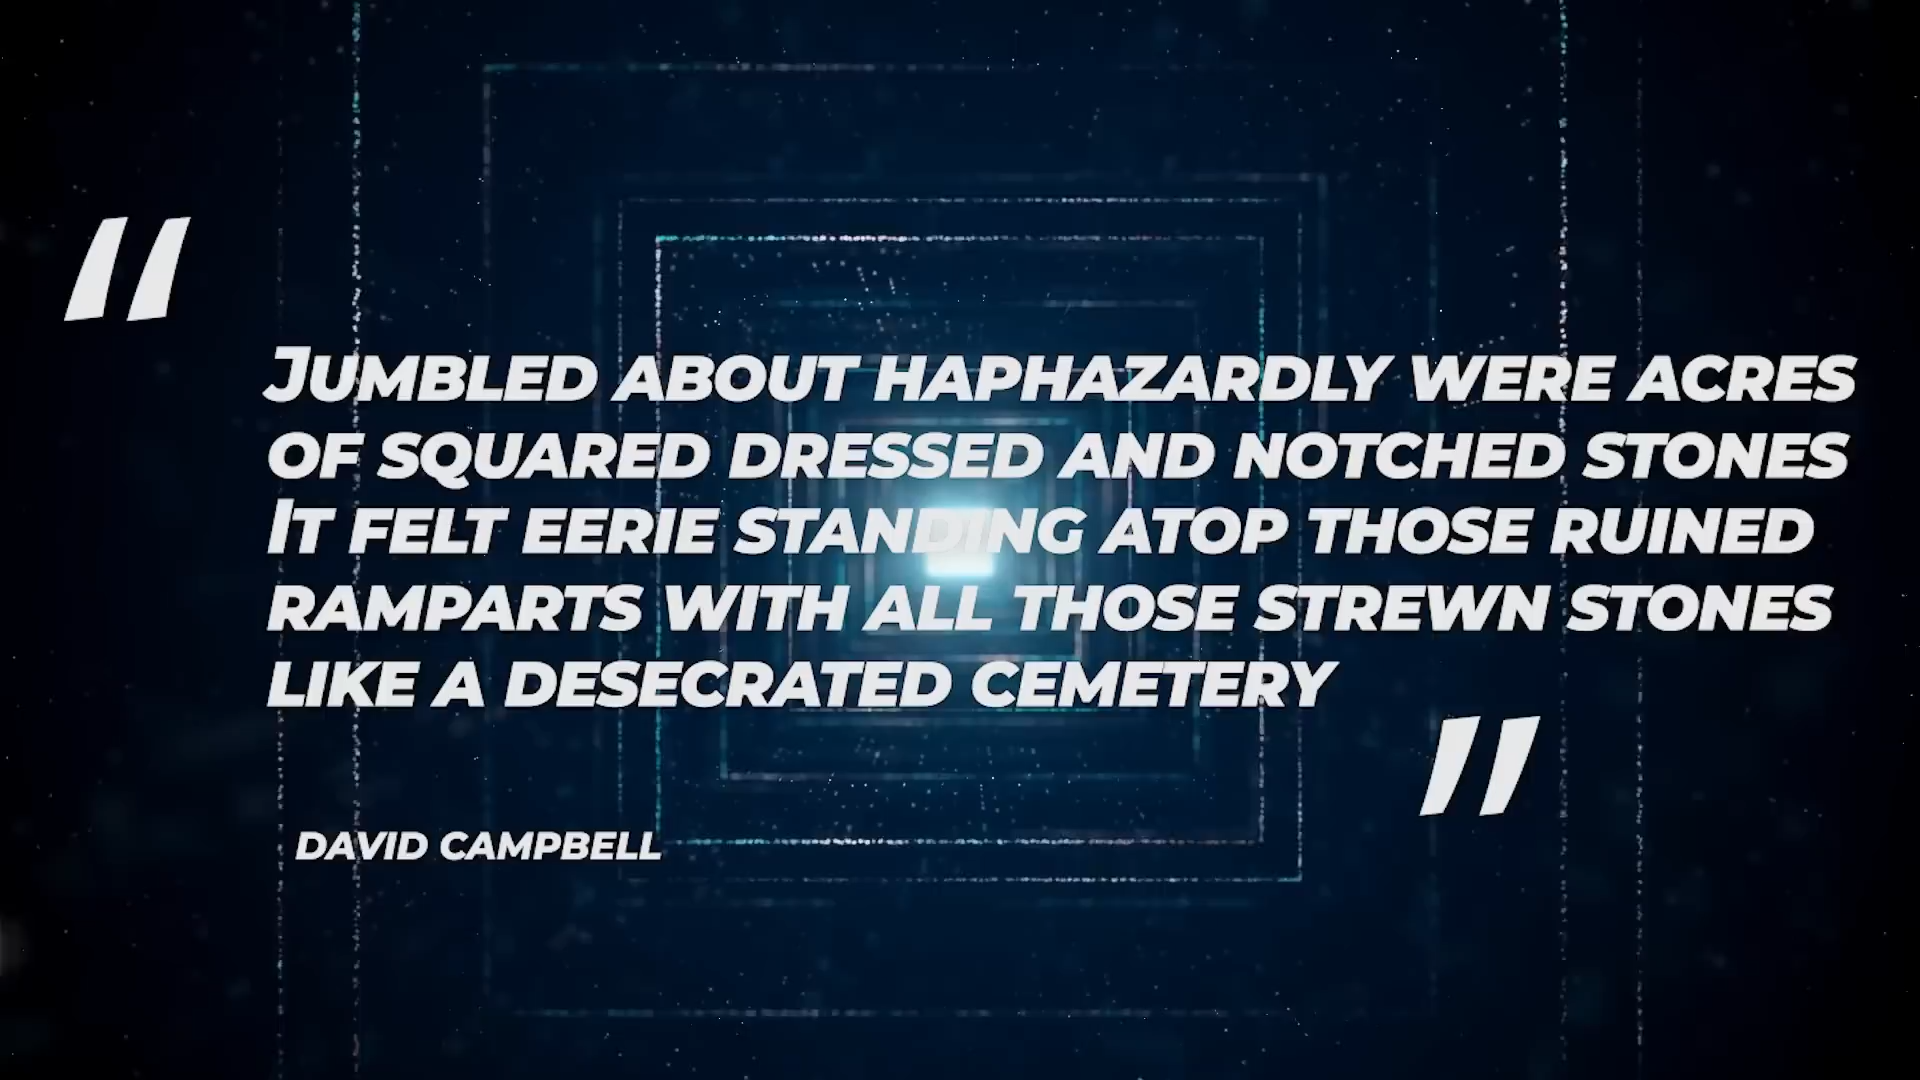 “
Jumbled about haphazardly were acres
of squared dressed and notched stones
It felt eerie standing atop those ruined
ramparts with all those strewn stones
like a desecrated cemetery
”
DAVID CAMPBELL